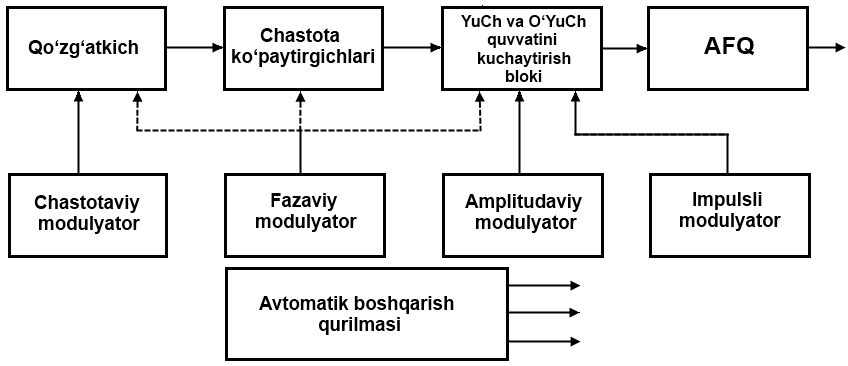 Qo‘zg‘atkich
Chastota
ko‘paytirgichlari
YuCh va O‘YuCh
quvvatini
kuchaytirish
bloki
AFQ
Chastotaviy
modulyator
Fazaviy
modulyator
Amplitudaviy
modulyator
Impulsli
modulyator
Avtomatik boshqarish
qurilmasi